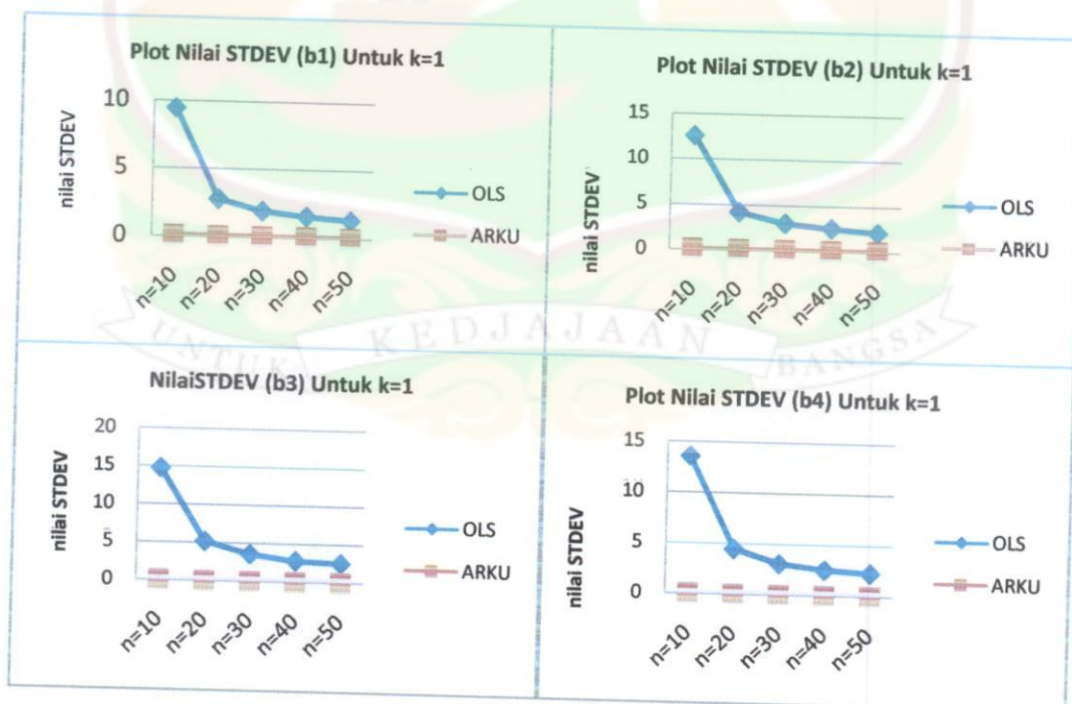 Plot Nilai STDEV (b1) Untuk k=1
nilai STDEV
10
5
0
n=10
n=20
n=30
n=40
n=50
OLS
ARKU
Plot Nilai STDEV (b2) Untuk k=1
nilai STDEV
15
10
5
0
n=10
n=20
n=30
n=40
n=50
OLS
ARKU
UNTUK KEDJAJAAN BANGSA
NilaiSTDEV (b3) Untuk k=1
nilai STDEV
20
15
10
5
0
n=10
n=20
n=30
n=40
n=50
OLS
ARKU
Plot Nilai STDEV (b4) Untuk k=1
nilai STDEV
15
10
5
0
n=10
n=20
n=30
n=40
n=50
OLS
ARKU